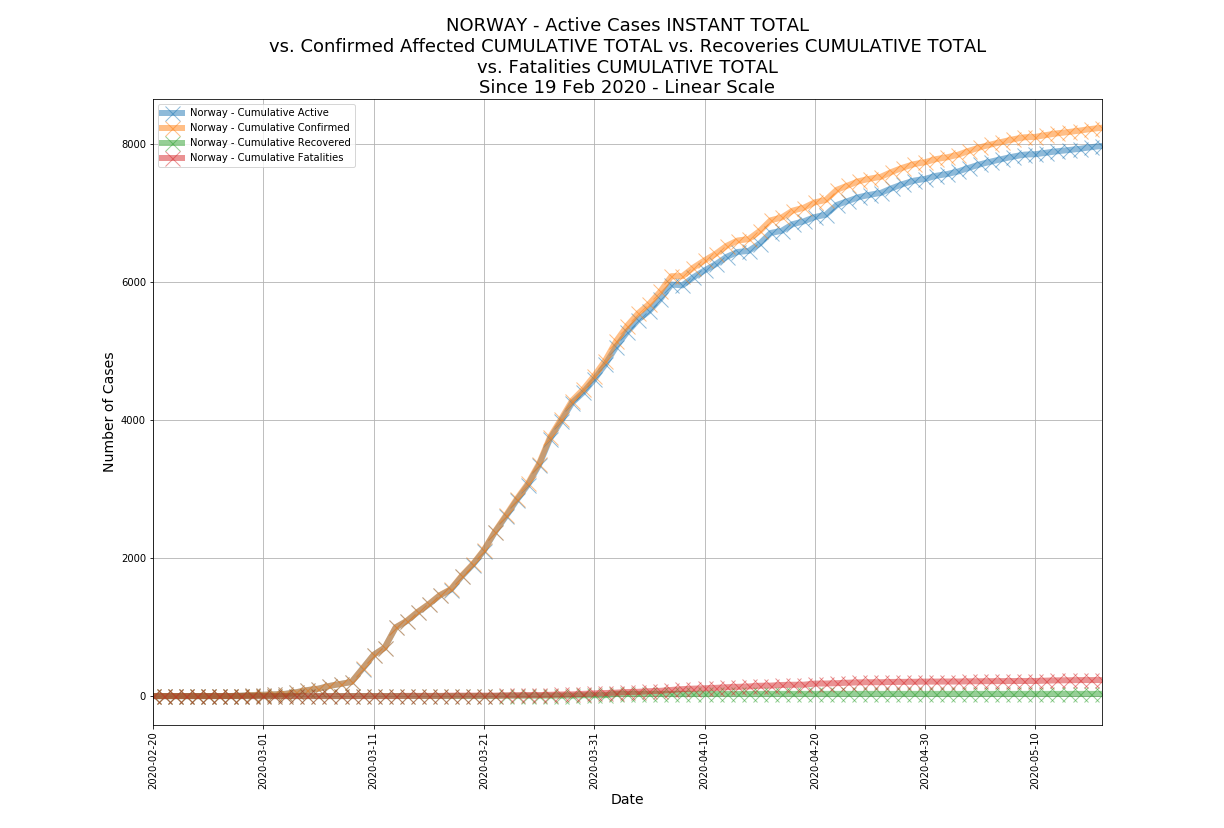 NORWAY - Active Cases INSTANT TOTAL
vs. Confirmed Affected CUMULATIVE TOTAL vs. Recoveries CUMULATIVE TOTAL
vs. Fatalities CUMULATIVE TOTAL
Since 19 Feb 2020 - Linear Scale
Norway - Cumulative Active
Norway - Cumulative Confirmed
Norway - Cumulative Recovered
Norway - Cumulative Fatalities
Number of Cases
8000
6000
4000
2000
0
2020-02-20
2020-03-01
2020-03-11
2020-03-21
2020-03-31
2020-04-10
2020-04-20
2020-04-30
2020-05-10
Date